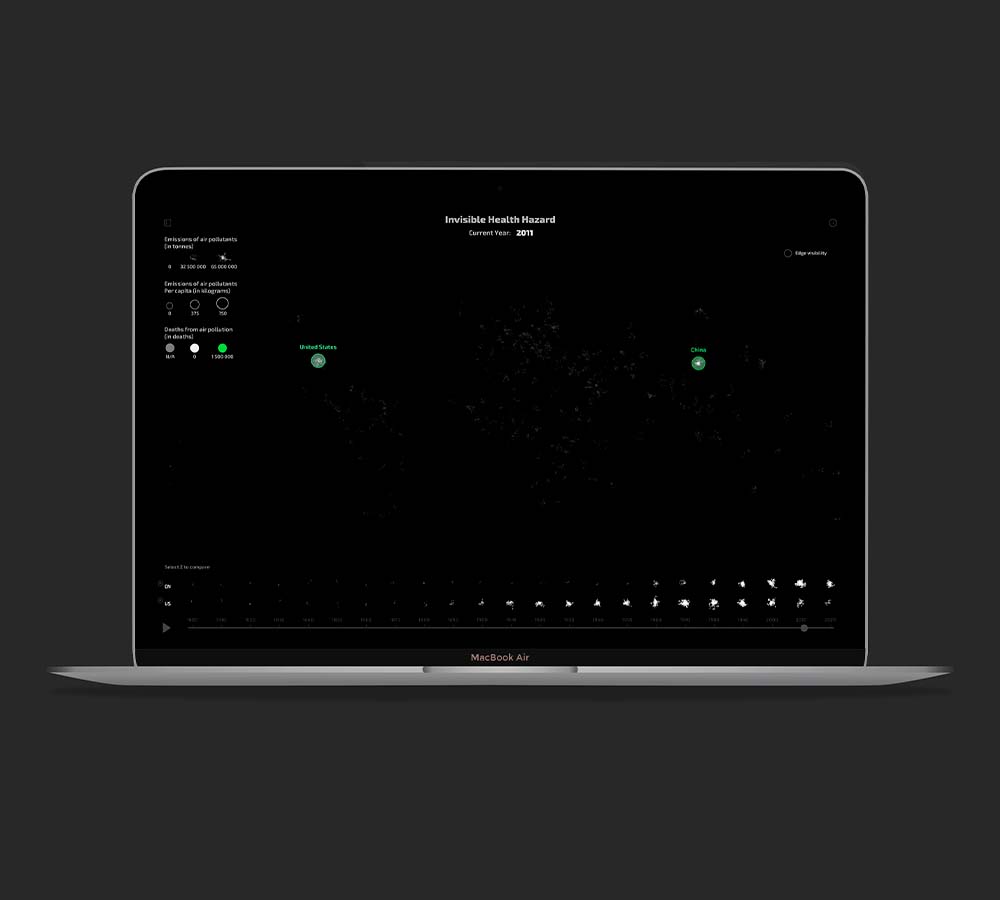 Invisible Health Hazard
Current Year: 2011
Emissions of air pollutants
(in tonnes)
0 32 500 000 65 000 000
Emissions of air pollutants
Per capita (in kilograms)
0 375 750
Deaths from air pollution
(in deaths)
N/A 0 1 500 000
Edge visibility
United States
China
Select 2 to compare
CN
US
MacBook Air